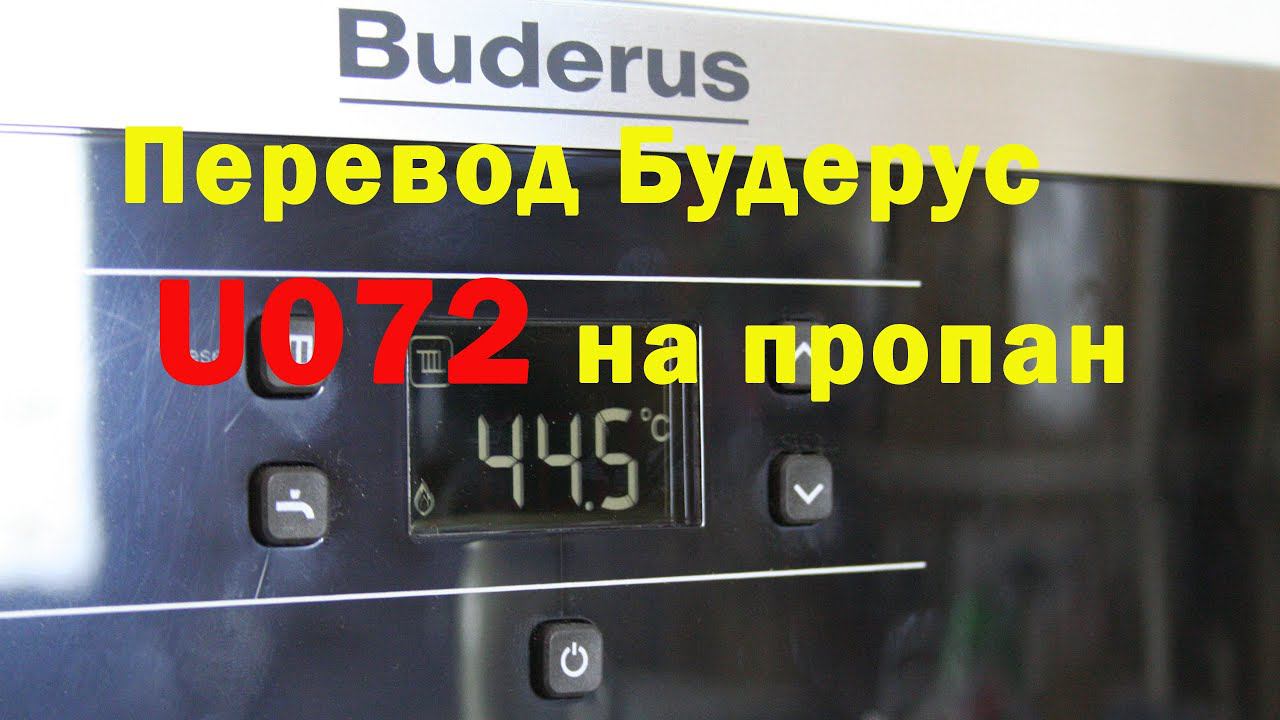 Buderus
Перевод Будерус
U072 на пропан
44.5 °C